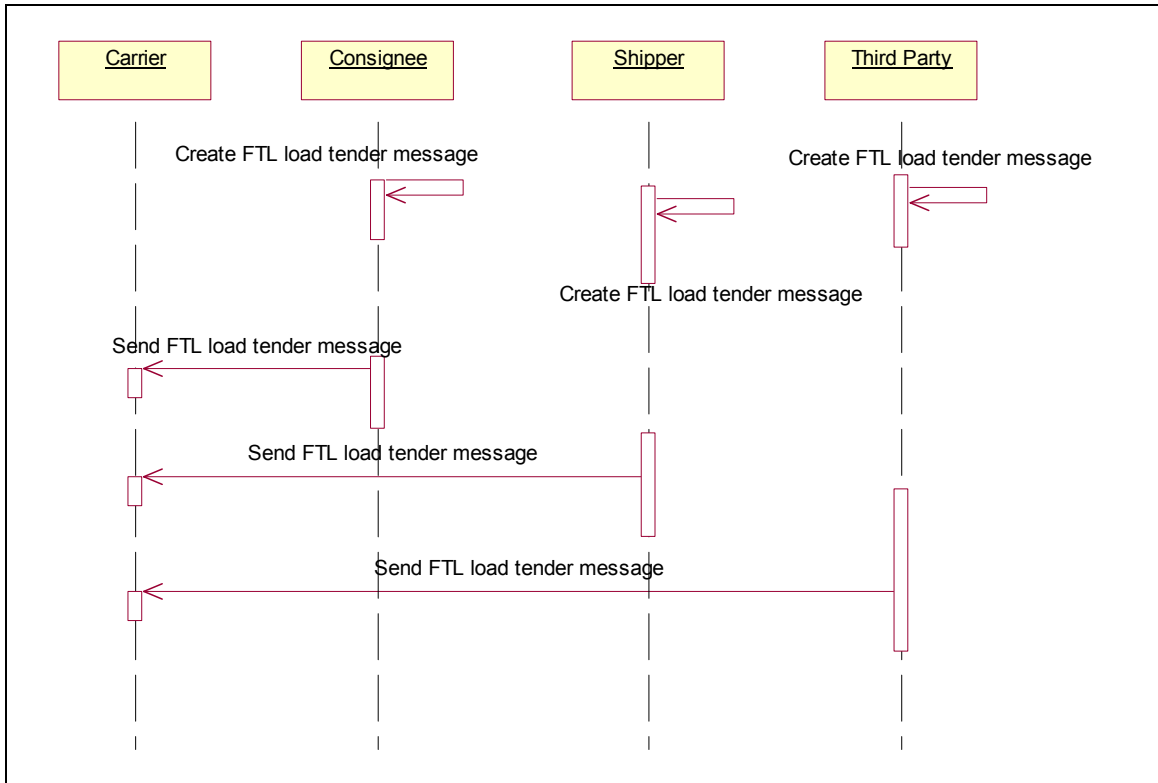 Carrier
Consignee
Shipper
Third Party
Create FTL load tender message
Create FTL load tender message
Create FTL load tender message
Send FTL load tender message
Send FTL load tender message
Send FTL load tender message